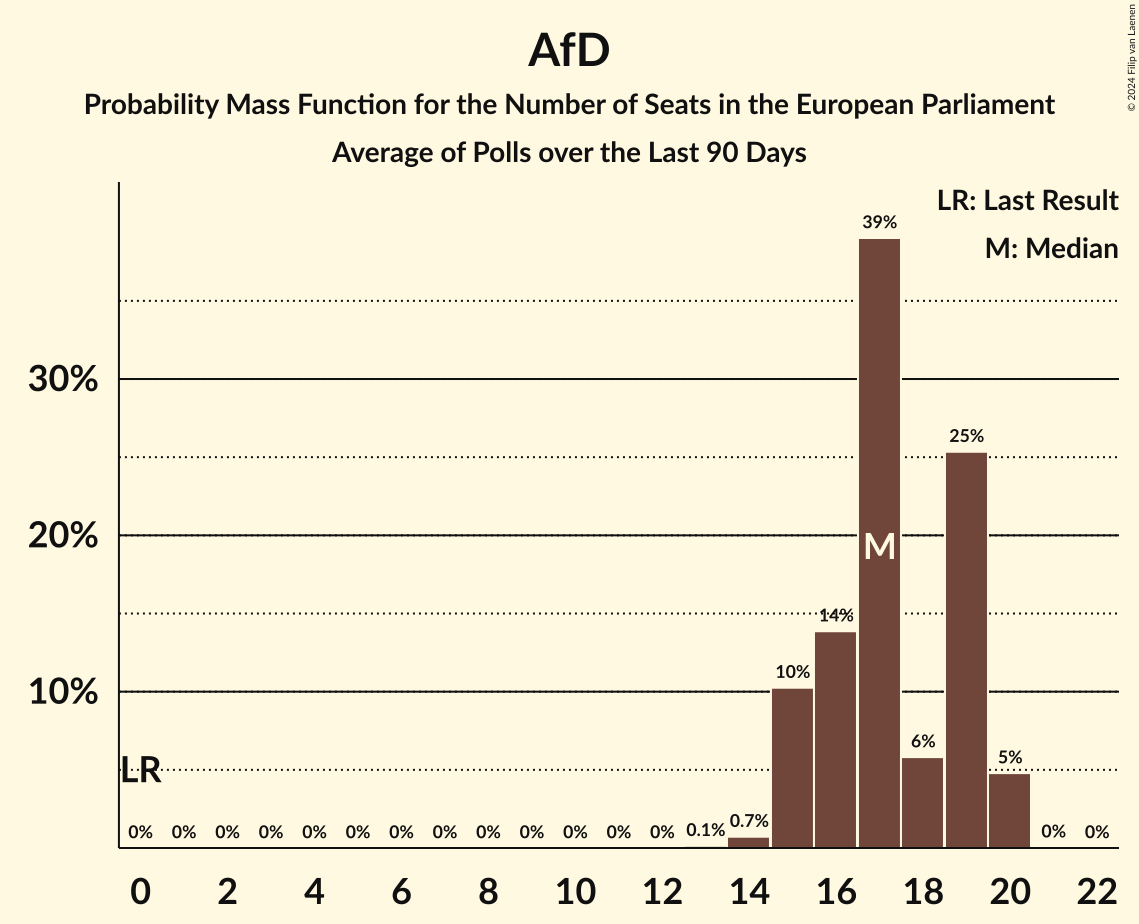 AfD
Probability Mass Function for the Number of Seats in the European Parliament
Average of Polls over the Last 90 Days
© 2024 Filip van Laenen
LR: Last Result
M: Median
39%
30%
25%
20%
M
14%
10%
10%
6%
5%
LR
0% 0% 0% 0% 0% 0% 0% 0% 0% 0% 0% 0% 0% 0.1% 0.7% 0% 0%
0 2 4 6 8 10 12 14 16 18 20 22